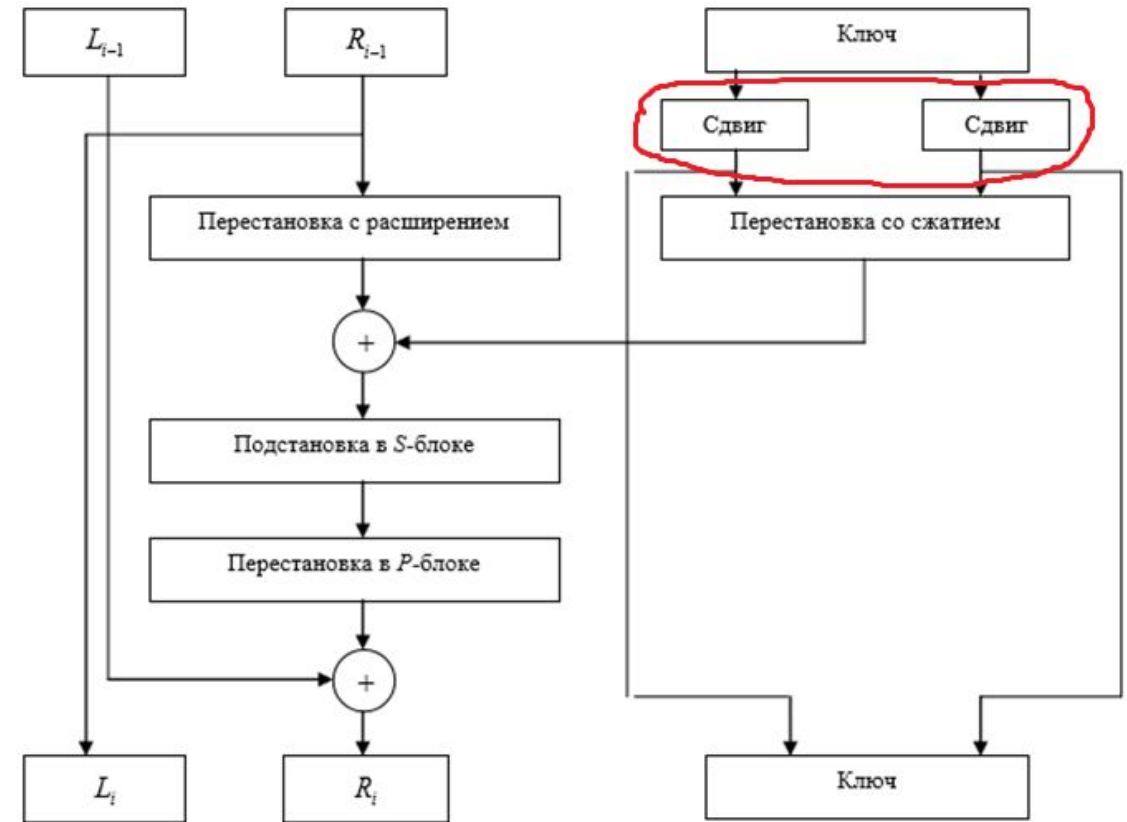 L_{i-1}
R_{i-1}
Ключ
Сдвиг
Сдвиг
Перестановка с расширением
Перестановка со сжатием
+
Подстановка в S-блоке
Перестановка в P-блоке
+
L_i
R_i
Ключ